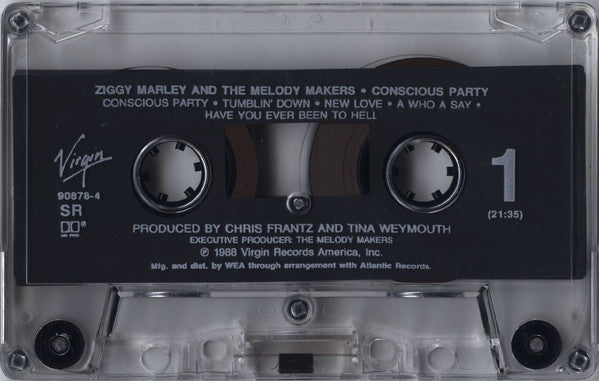 ZIGGY MARLEY AND THE MELODY MAKERS • CONSCIOUS PARTY
CONSCIOUS PARTY • TUMBLIN' DOWN • NEW LOVE • A WHO A SAY •
HAVE YOU EVER BEEN TO HELL
Virgin
90878-4
SR
1
(21:35)
PRODUCED BY CHRIS FRANTZ AND TINA WEYMOUTH
EXECUTIVE PRODUCER: THE MELODY MAKERS
℗ 1988 Virgin Records America, Inc.
Mfg. and dist. by WEA through arrangement with Atlantic Records.